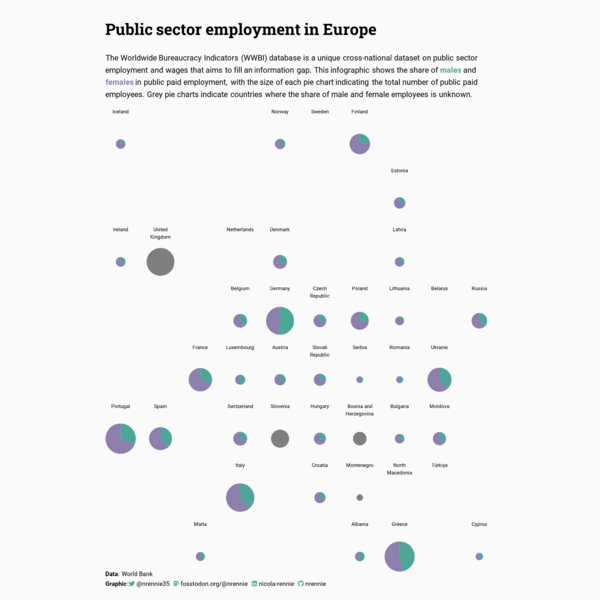 Public sector employment in Europe
The Worldwide Bureaucracy Indicators (WWBI) database is a unique cross-national dataset on public sector
employment and wages that aims to fill an information gap. This infographic shows the share of males and
females in public paid employment, with the size of each pie chart indicating the total number of public paid
employees. Grey pie charts indicate countries where the share of male and female employees is unknown.
Iceland Norway Sweden Finland
Estonia
Ireland United Netherlands Denmark Latvia
Kingdom
Belgium Germany Czech Poland Lithuania Belarus Russia
Republic
France Luxembourg Austria Slovak Serbia Romania Ukraine
Republic
Portugal Spain Switzerland Slovenia Hungary Bosnia and Bulgaria Moldova
Herzegovina
Italy Croatia Montenegro North Türkiye
Macedonia
Malta Albania Greece Cyprus
Data: World Bank
Graphic: @nrennie35 fosstodon.org/@nrennie nicola-rennie nrennie